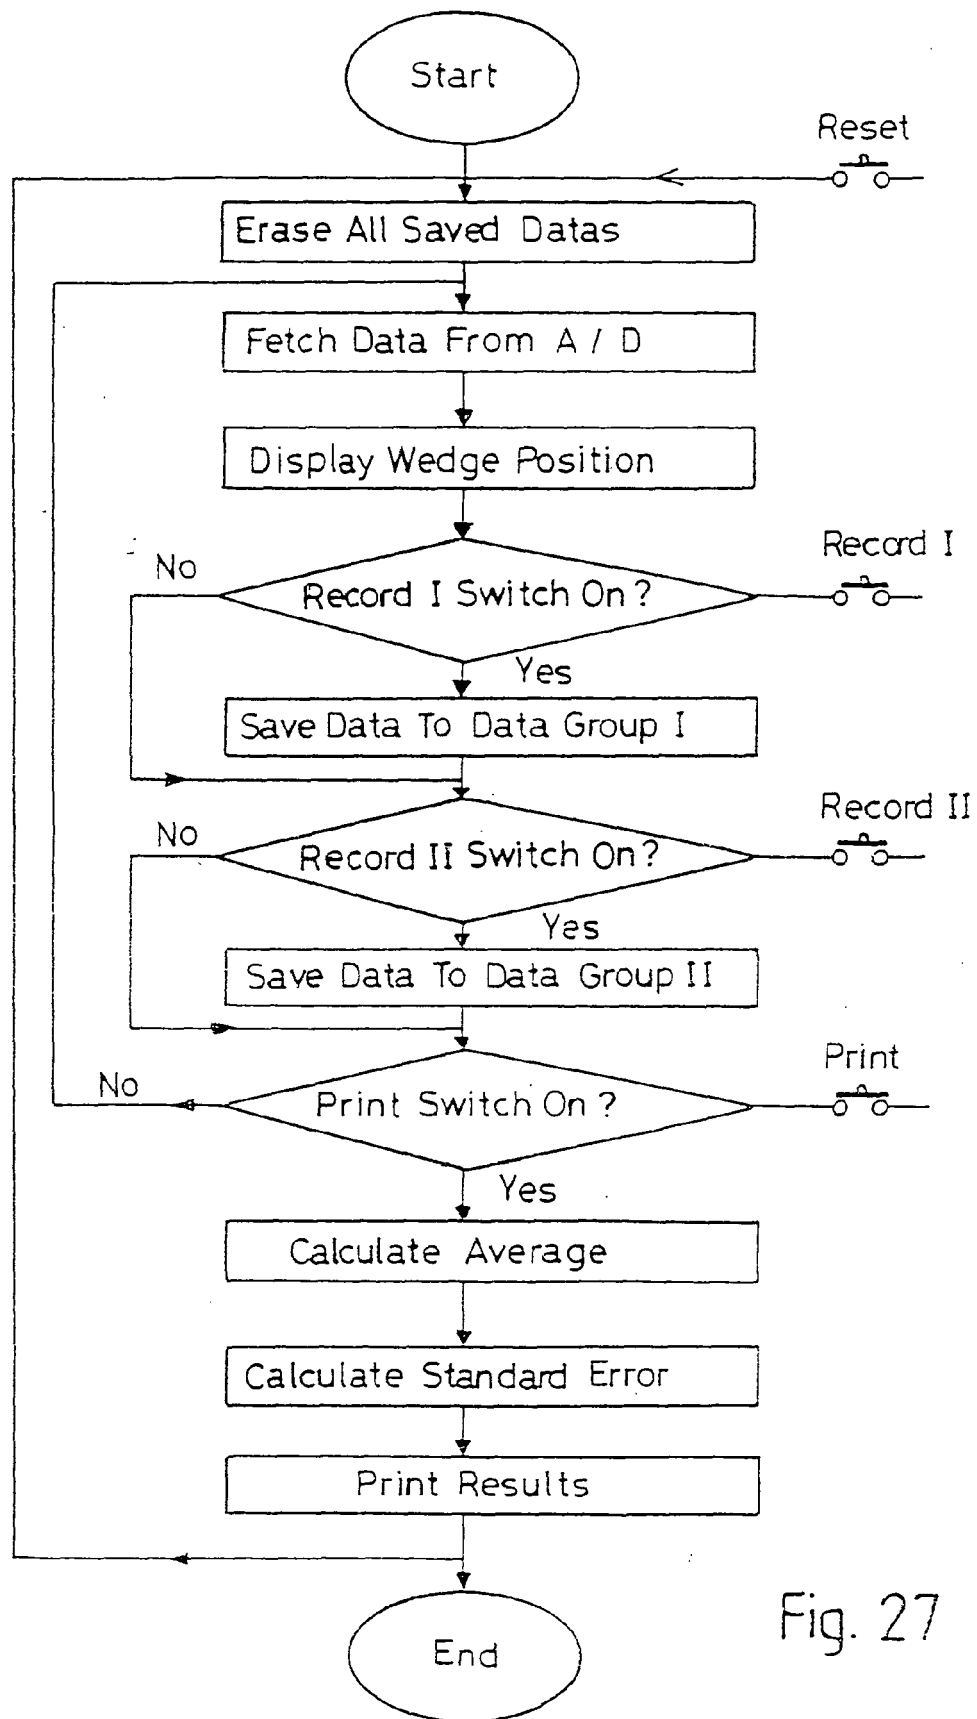 Start
Reset
Erase All Saved Datas
Fetch Data From A / D
Display Wedge Position
Record I
No
Record I Switch On ?
Yes
Save Data To Data Group I
Record II
No
Record II Switch On ?
Yes
Save Data To Data Group II
Print
No
Print Switch On ?
Yes
Calculate Average
Calculate Standard Error
Print Results
End
Fig. 27